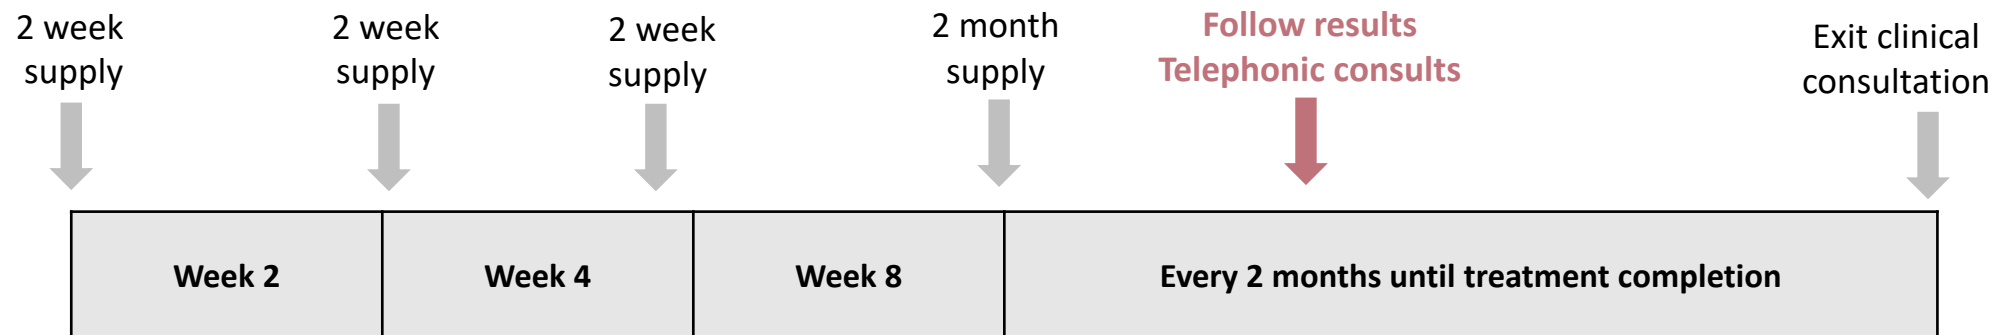 2 week
supply
2 week
supply
2 week
supply
2 month
supply
Follow results
Telephonic consults
Exit clinical
consultation
Week 2
Week 4
Week 8
Every 2 months until treatment completion